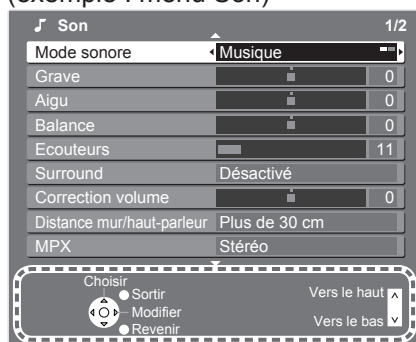 (exemple : menu Son)
Son 1/2
Mode sonore Musique
Grave 0
Aigu 0
Balance 0
Ecouteurs 11
Surround Désactivé
Correction volume 0
Distance mur/haut-parleur Plus de 30 cm
MPX Stéréo
Choisir
Sortir
Modifier
Revenir
Vers le haut
Vers le bas